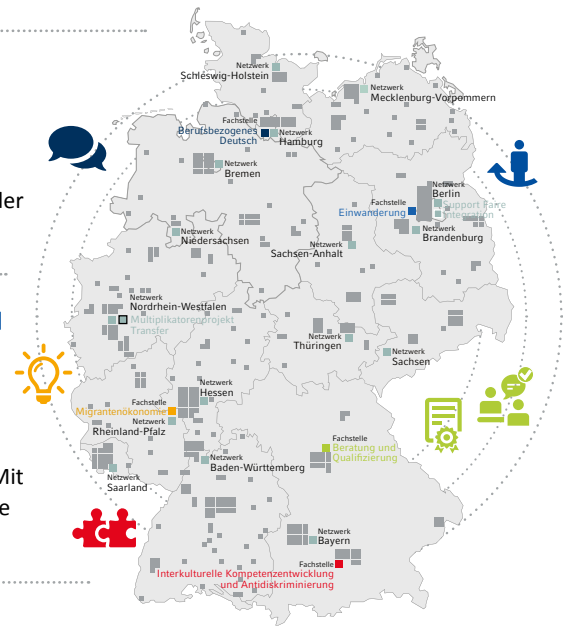 Netzwerk
Schleswig-Holstein
Netzwerk
Mecklenburg-Vorpommern
Fachstelle
Berufsbezogenes
Deutsch
Netzwerk
Hamburg
Netzwerk
Bremen
der
Netzwerk
Berlin
Support Faire
Integration
Fachstelle
Einwanderung
Netzwerk
Brandenburg
Netzwerk
Niedersachsen
Netzwerk
Sachsen-Anhalt
Netzwerk
Nordrhein-Westfalen
Multiplikatorenprojekt
Transfer
Netzwerk
Thüringen
Netzwerk
Sachsen
Netzwerk
Hessen
Fachstelle
Migrantenökonomie
Netzwerk
Rheinland-Pfalz
Fachstelle
Beratung und
Qualifizierung
Netzwerk
Baden-Württemberg
Mit
e
Netzwerk
Saarland
Netzwerk
Bayern
Fachstelle
Interkulturelle Kompetenzentwicklung
und Antidiskriminierung